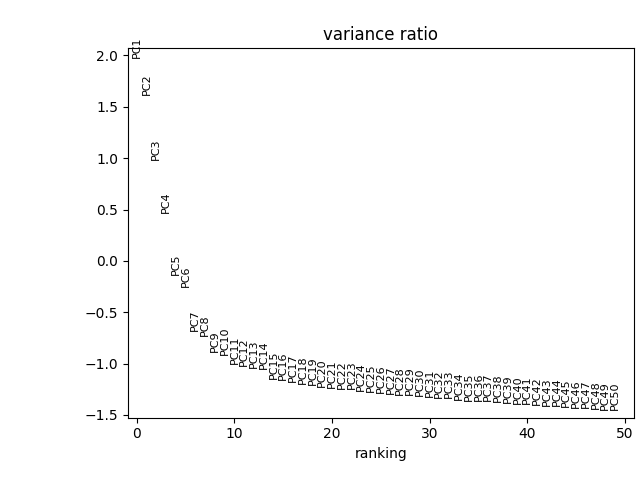 variance ratio
2.0
1.5
1.0
0.5
0.0
−0.5
−1.0
−1.5
PC1
PC2
PC3
PC4
PC5
PC6
PC7
PC8
PC9
PC10
PC11
PC12
PC13
PC14
PC15
PC16
PC17
PC18
PC19
PC20
PC21
PC22
PC23
PC24
PC25
PC26
PC27
PC28
PC29
PC30
PC31
PC32
PC33
PC34
PC35
PC36
PC37
PC38
PC39
PC40
PC41
PC42
PC43
PC44
PC45
PC46
PC47
PC48
PC49
PC50
0
10
20
30
40
50
ranking